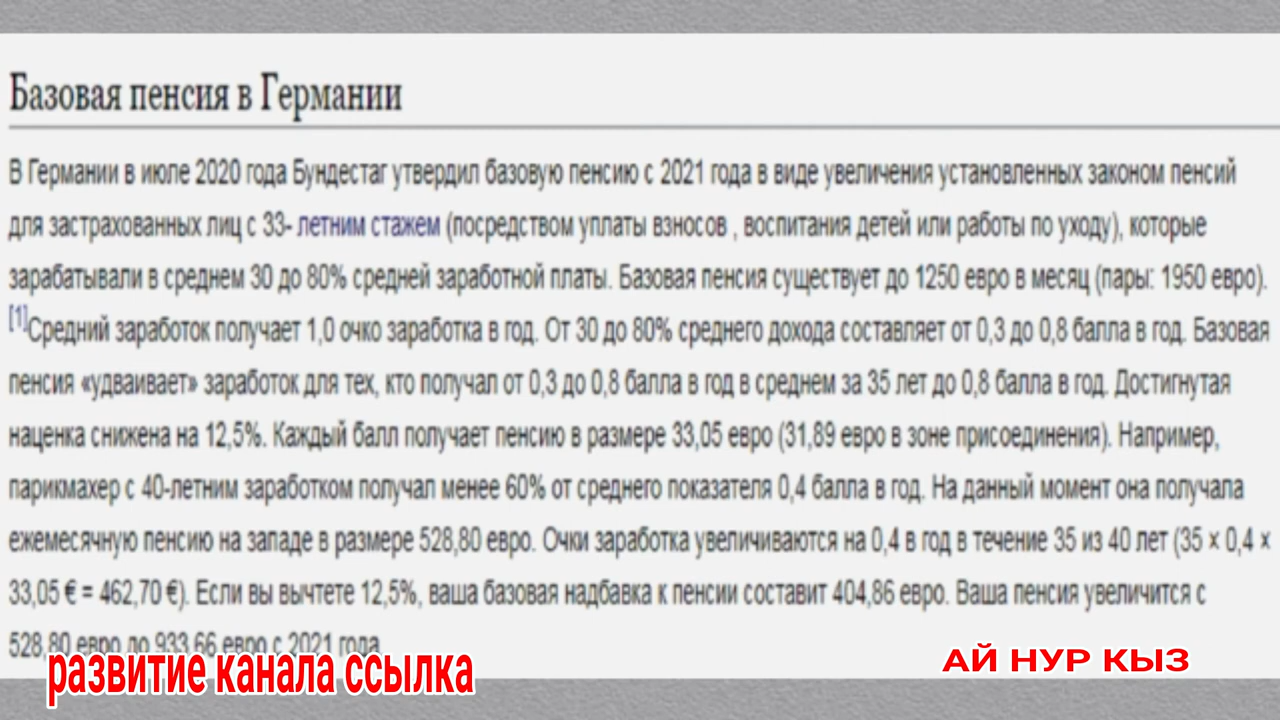 Базовая пенсия в Германии
В Германии в июле 2020 года Бундестаг утвердил базовую пенсию с 2021 года в виде увеличения установленных законом пенсий
для застрахованных лиц с 33- летним стажем (посредством уплаты взносов , воспитания детей или работы по уходу), которые
зарабатывали в среднем 30 до 80% средней заработной платы. Базовая пенсия существует до 1250 евро в месяц (пары: 1950 евро).
[1]Средний заработок получает 1,0 очко заработка в год. От 30 до 80% среднего дохода составляет от 0,3 до 0,8 балла в год. Базовая
пенсия «удваивает» заработок для тех, кто получал от 0,3 до 0,8 балла в год в среднем за 35 лет до 0,8 балла в год. Достигнутая
наценка снижена на 12,5%. Каждый балл получает пенсию в размере 33,05 евро (31,89 евро в зоне присоединения). Например,
парикмахер с 40-летним заработком получал менее 60% от среднего показателя 0,4 балла в год. На данный момент она получала
ежемесячную пенсию на западе в размере 528,80 евро. Очки заработка увеличиваются на 0,4 в год в течение 35 из 40 лет (35 × 0,4 ×
33,05 € = 462,70 €). Если вы вычтете 12,5%, ваша базовая надбавка к пенсии составит 404,86 евро. Ваша пенсия увеличится с
528,80 евро до 933,66 евро с 2021 года.
развитие канала ссылка
АЙ НУР КЫЗ